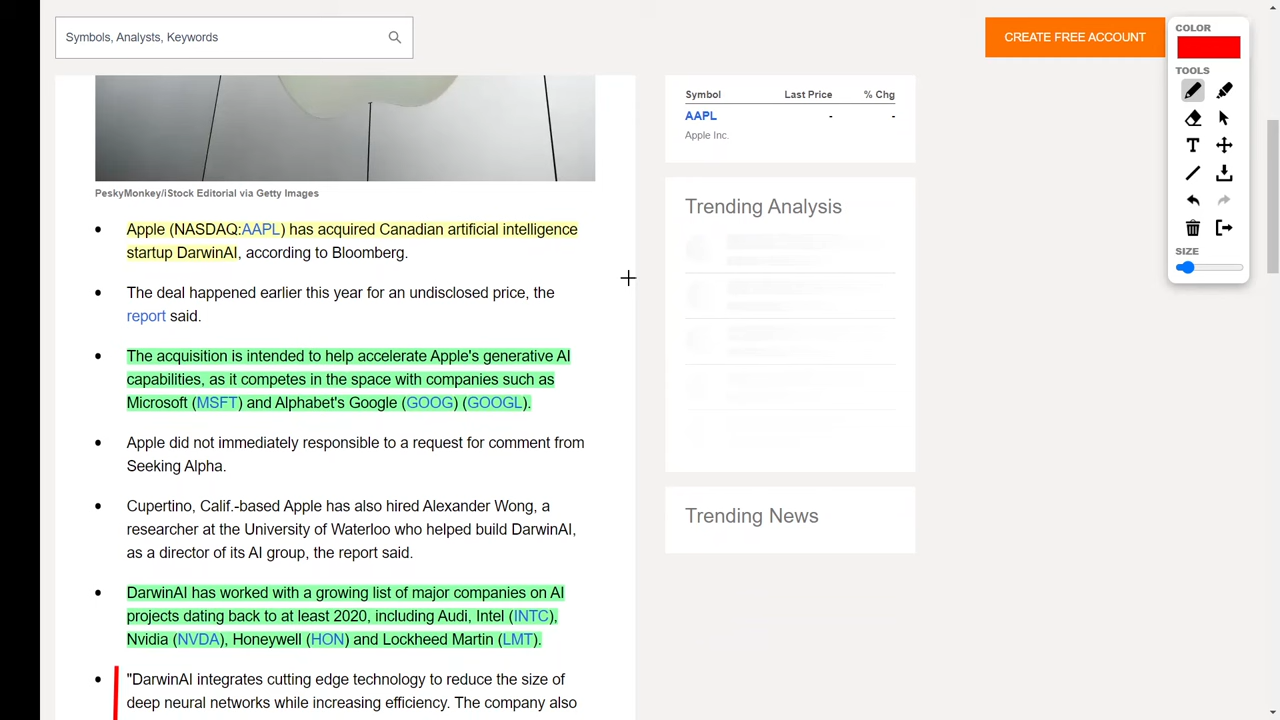 Symbols, Analysts, Keywords
CREATE FREE ACCOUNT
COLOR
TOOLS
SIZE
PeskyMonkey/iStock Editorial via Getty Images
Apple (NASDAQ:AAPL) has acquired Canadian artificial intelligence
startup DarwinAI, according to Bloomberg.
The deal happened earlier this year for an undisclosed price, the
report said.
The acquisition is intended to help accelerate Apple's generative AI
capabilities, as it competes in the space with companies such as
Microsoft (MSFT) and Alphabet's Google (GOOG) (GOOGL).
Apple did not immediately responsible to a request for comment from
Seeking Alpha.
Cupertino, Calif.-based Apple has also hired Alexander Wong, a
researcher at the University of Waterloo who helped build DarwinAI,
as a director of its AI group, the report said.
DarwinAI has worked with a growing list of major companies on AI
projects dating back to at least 2020, including Audi, Intel (INTC),
Nvidia (NVDA), Honeywell (HON) and Lockheed Martin (LMT).
"DarwinAI integrates cutting edge technology to reduce the size of
deep neural networks while increasing efficiency. The company also
Symbol Last Price % Chg
AAPL - -
Apple Inc.
Trending Analysis
Trending News